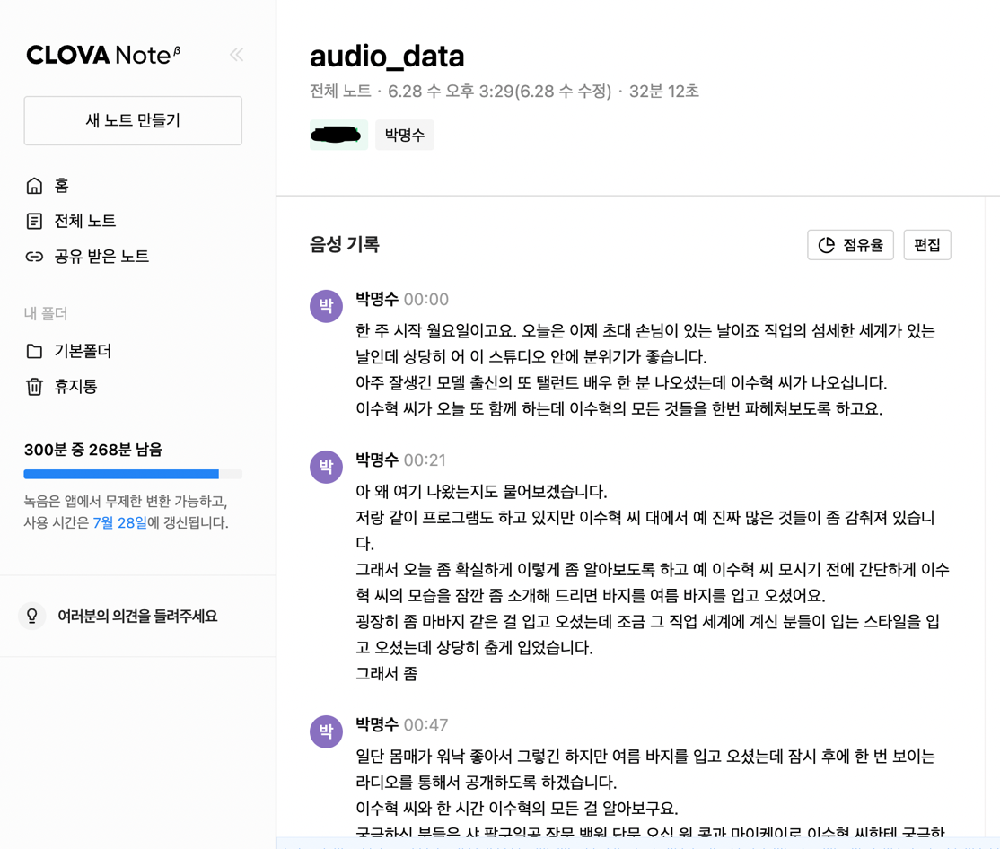 CLOVA Note β
새 노트 만들기
홈
전체 노트
공유 받은 노트
내 폴더
기본폴더
휴지통
300분 중 268분 남음
녹음은 앱에서 무제한 변환 가능하고,
사용 시간은 7월 28일에 갱신됩니다.
여러분의 의견을 들려주세요
audio_data
전체 노트 · 6.28 수 오후 3:29(6.28 수 수정) · 32분 12초
박명수
음성 기록
점유율 편집
박 박명수 00:00
한 주 시작 월요일이고요. 오늘은 이제 초대 손님이 있는 날이죠 직업의 섬세한 세계가 있는
날인데 상당히 어 이 스튜디오 안에 분위기가 좋습니다.
아주 잘생긴 모델 출신의 또 탤런트 배우 한 분 나오셨는데 이수혁 씨가 나오십니다.
이수혁 씨가 오늘 또 함께 하는데 이수혁의 모든 것들을 한번 파헤쳐보도록 하고요.
박 박명수 00:21
아 왜 여기 나왔는지도 물어보겠습니다.
저랑 같이 프로그램도 하고 있지만 이수혁 씨 대에서 예 진짜 많은 것들이 좀 감춰져 있습니
다.
그래서 오늘 좀 확실하게 이렇게 좀 알아보도록 하고 예 이수혁 씨 모시기 전에 간단하게 이수
혁 씨의 모습을 잠깐 좀 소개해 드리면 바지를 여름 바지를 입고 오셨어요.
굉장히 좀 마바지 같은 걸 입고 오셨는데 조금 그 직업 세계에 계신 분들이 입는 스타일을 입
고 오셨는데 상당히 춥게 입었습니다.
그래서 좀
박 박명수 00:47
일단 몸매가 워낙 좋아서 그렇긴 하지만 여름 바지를 입고 오셨는데 잠시 후에 한 번 보이는
라디오를 통해서 공개하도록 하겠습니다.
이수혁 씨와 한 시간 이수혁의 모든 걸 알아보구요.
궁금하신 분들은 샵 팔구일공 장문 백원 단문 오십 원 콩과 마이케이로 이수혁 씨한테 궁금한